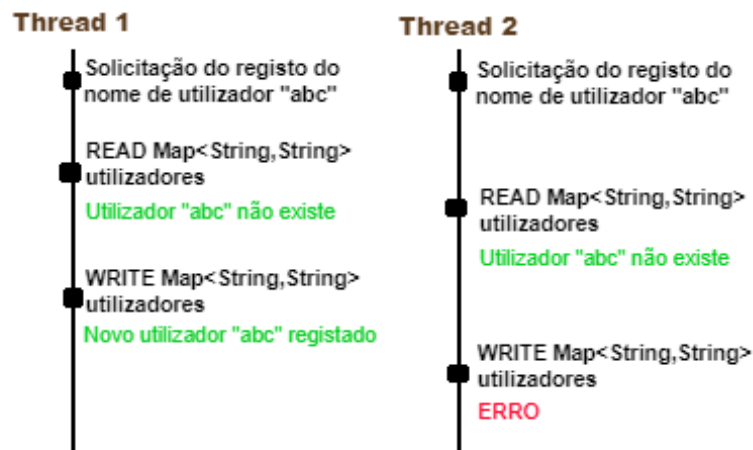 Thread 1
Solicitação do registo do
nome de utilizador "abc"
READ Map<String,String>
utilizadores
Utilizador "abc" não existe
WRITE Map<String,String>
utilizadores
Novo utilizador "abc" registado
Thread 2
Solicitação do registo do
nome de utilizador "abc"
READ Map<String,String>
utilizadores
Utilizador "abc" não existe
WRITE Map<String,String>
utilizadores
ERRO